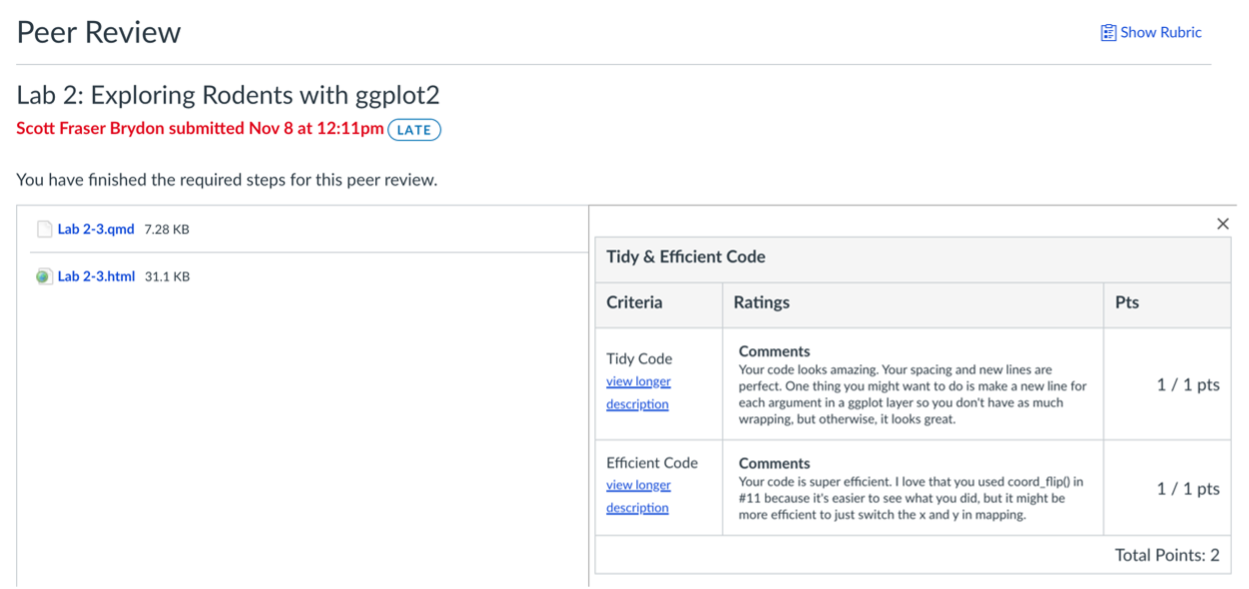 Peer Review
Show Rubric
Lab 2: Exploring Rodents with ggplot2
Scott Fraser Brydon submitted Nov 8 at 12:11pm LATE
You have finished the required steps for this peer review.
Lab 2-3.qmd 7.28 KB
Lab 2-3.html 31.1 KB
Tidy & Efficient Code
Criteria Ratings Pts
Tidy Code
view longer
description
Comments
Your code looks amazing. Your spacing and new lines are
perfect. One thing you might want to do is make a new line for
each argument in a ggplot layer so you don't have as much
wrapping, but otherwise, it looks great.
1 / 1 pts
Efficient Code
view longer
description
Comments
Your code is super efficient. I love that you used coord_flip() in
#11 because it's easier to see what you did, but it might be
more efficient to just switch the x and y in mapping.
1 / 1 pts
Total Points: 2